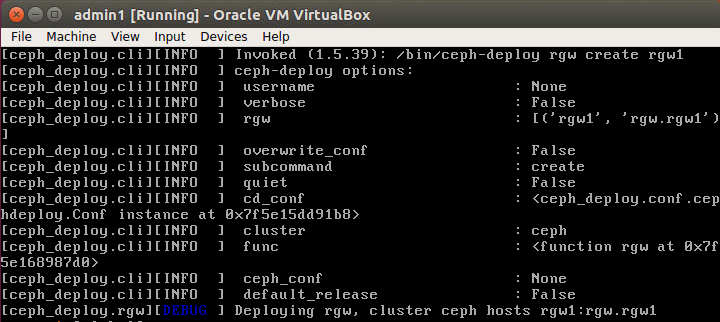 admin1 [Running] - Oracle VM VirtualBox
File Machine View Input Devices Help
[ceph_deploy.cli][INFO  ] Invoked (1.5.39): /bin/ceph-deploy rgw create rgw1
[ceph_deploy.cli][INFO  ] ceph-deploy options:
[ceph_deploy.cli][INFO  ]  username                      : None
[ceph_deploy.cli][INFO  ]  verbose                       : False
[ceph_deploy.cli][INFO  ]  rgw                           : [('rgw1', 'rgw.rgw1')
]
[ceph_deploy.cli][INFO  ]  overwrite_conf                : False
[ceph_deploy.cli][INFO  ]  subcommand                    : create
[ceph_deploy.cli][INFO  ]  quiet                         : False
[ceph_deploy.cli][INFO  ]  cd_conf                       : <ceph_deploy.conf.cep
hdeploy.Conf instance at 0x7f5e15dd91b8>
[ceph_deploy.cli][INFO  ]  cluster                       : ceph
[ceph_deploy.cli][INFO  ]  func                          : <function rgw at 0x7f
5e168987d0>
[ceph_deploy.cli][INFO  ]  ceph_conf                     : None
[ceph_deploy.cli][INFO  ]  default_release               : False
[ceph_deploy.rgw][DEBUG ] Deploying rgw, cluster ceph hosts rgw1:rgw.rgw1